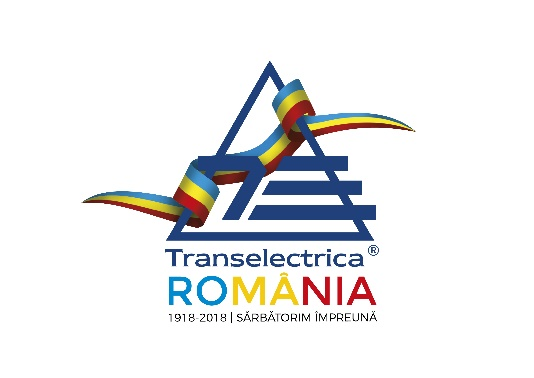 Transelectrica®
ROMÂNIA
1918-2018 | SĂRBĂTORIM ÎMPREUNĂ